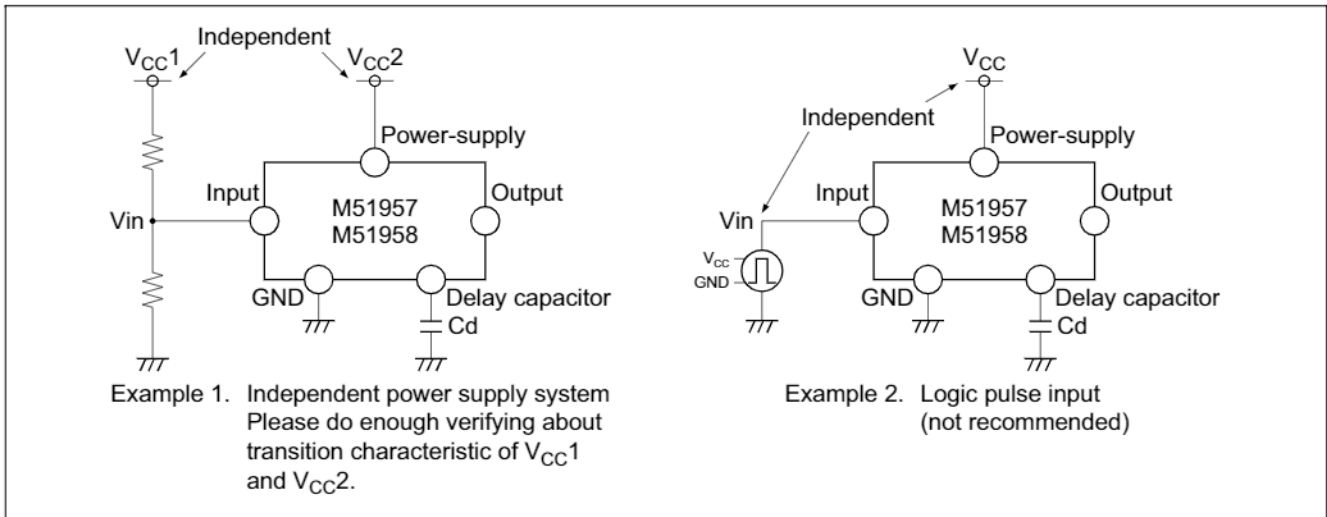 Independent
VCC1
VCC2
Power-supply
Input
Output
Vin
M51957
M51958
GND
Delay capacitor
Cd
Example 1. Independent power supply system
Please do enough verifying about
transition characteristic of VCC1
and VCC2.
VCC
Independent
Power-supply
Input
Output
Vin
M51957
M51958
VCC
GND
GND
Delay capacitor
Cd
Example 2. Logic pulse input
(not recommended)